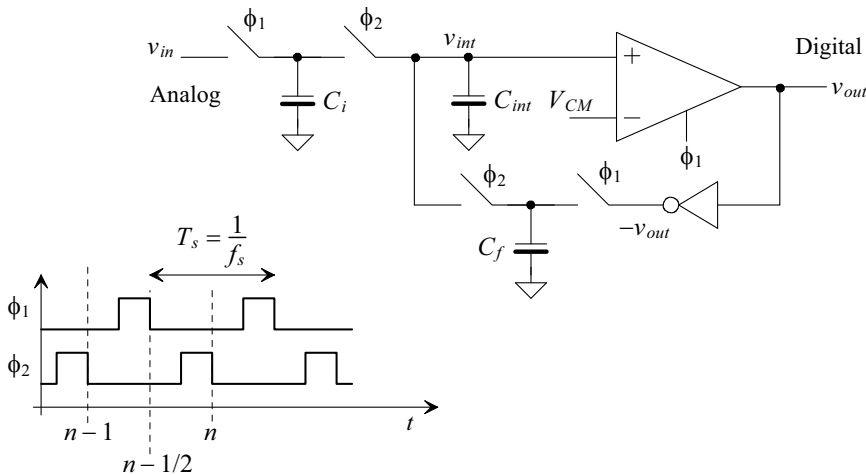 ϕ1
ϕ2
v_in
v_int
Digital
Analog
C_i
C_int
V_CM
+
−
v_out
ϕ1
ϕ2
ϕ1
−v_out
C_f
T_s = 1/f_s
ϕ1
ϕ2
n − 1
n
t
n − 1/2